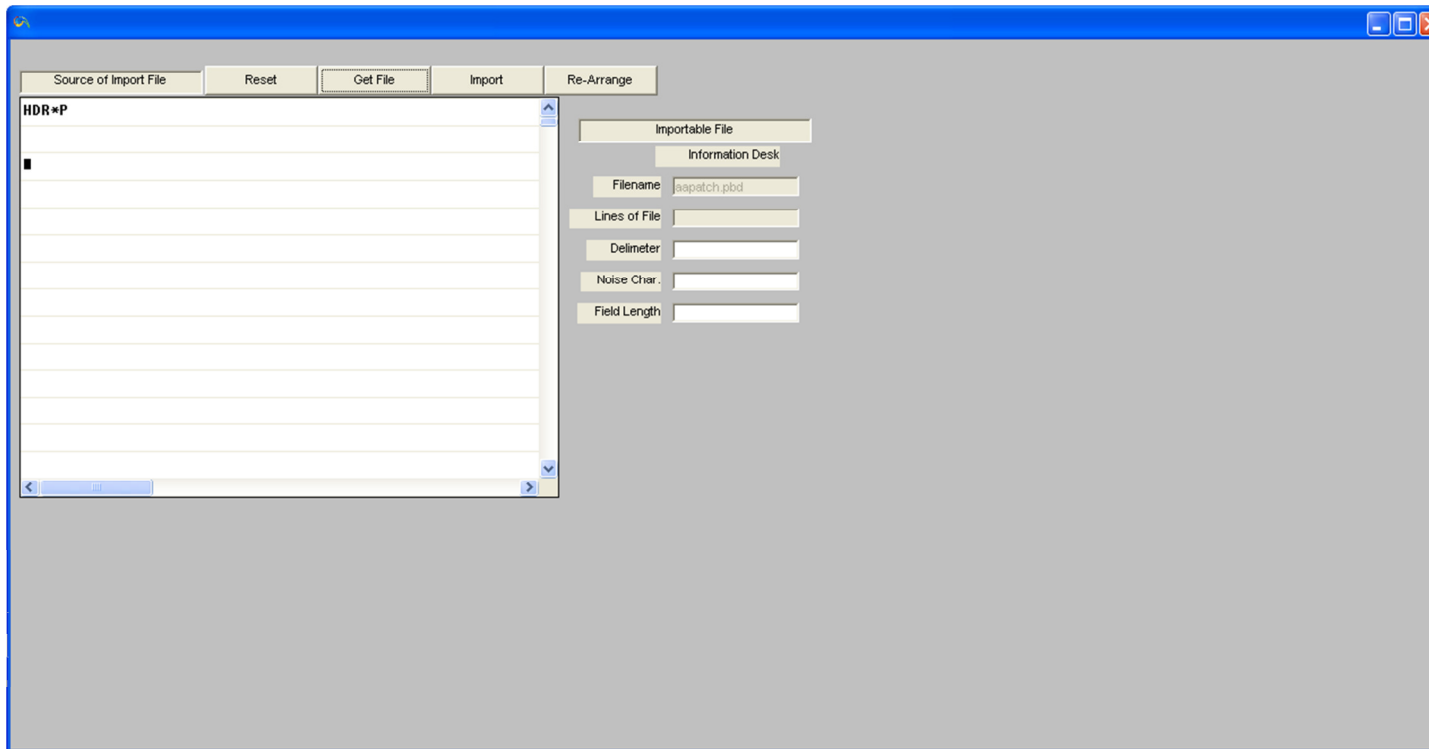 Source of Import File Reset Get File Import Re-Arrange
HDR*P
Importable File
Information Desk
Filename aapatch.pbd
Lines of File
Delimeter
Noise Char.
Field Length